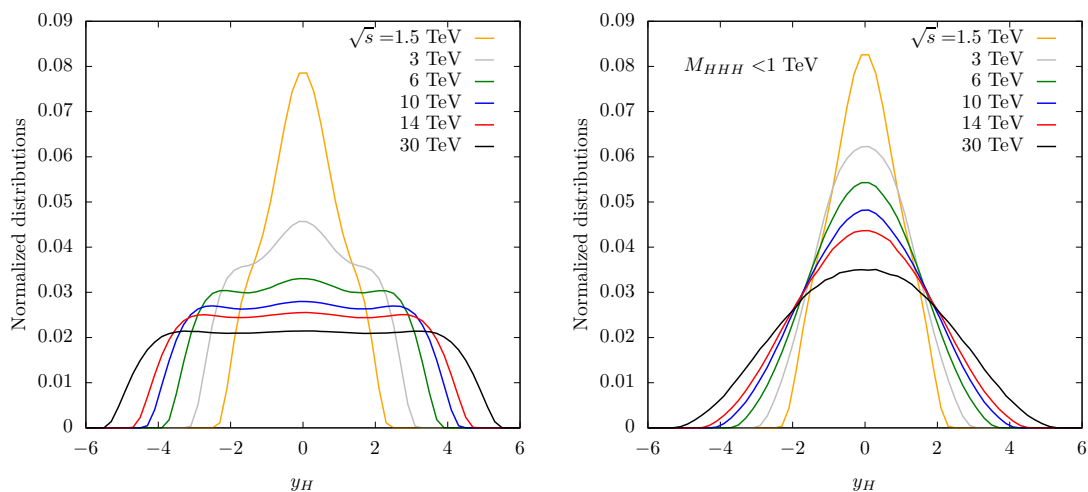 0.09
0.08
0.07
0.06
0.05
0.04
0.03
0.02
0.01
0
−6 −4 −2 0 2 4 6
Normalized distributions
y_H
√s =1.5 TeV
3 TeV
6 TeV
10 TeV
14 TeV
30 TeV
0.09
0.08
0.07
0.06
0.05
0.04
0.03
0.02
0.01
0
−6 −4 −2 0 2 4 6
Normalized distributions
y_H
M_HHH <1 TeV
√s =1.5 TeV
3 TeV
6 TeV
10 TeV
14 TeV
30 TeV